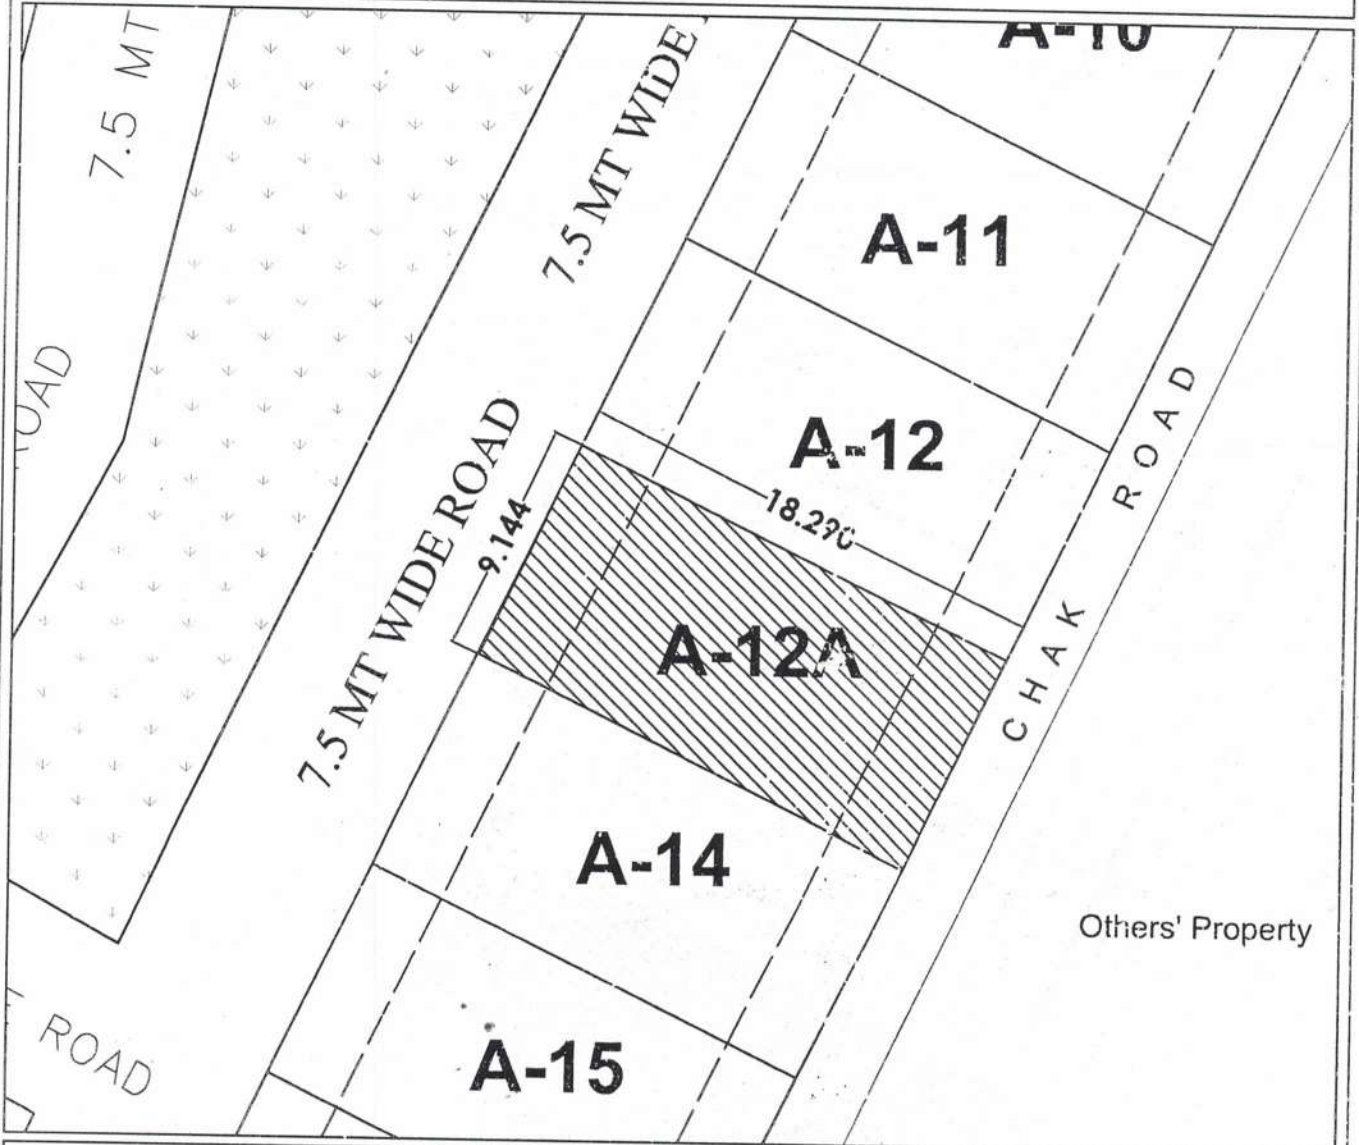 7.5 MT
ROAD
7.5 MT WIDE
A-10
A-11
A-12
18.290
9.144
7.5 MT WIDE ROAD
A-12A
CHAK ROAD
A-14
Others' Property
A-15
ROAD